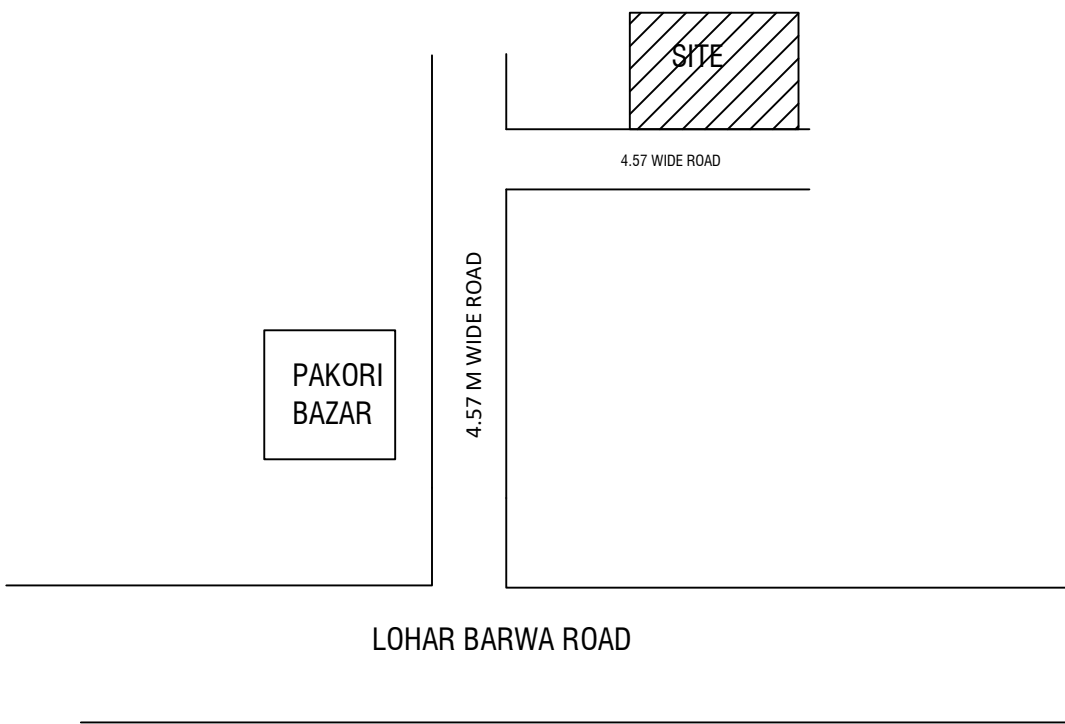 SITE
4.57 WIDE ROAD
4.57 M WIDE ROAD
PAKORI
BAZAR
LOHAR BARWA ROAD